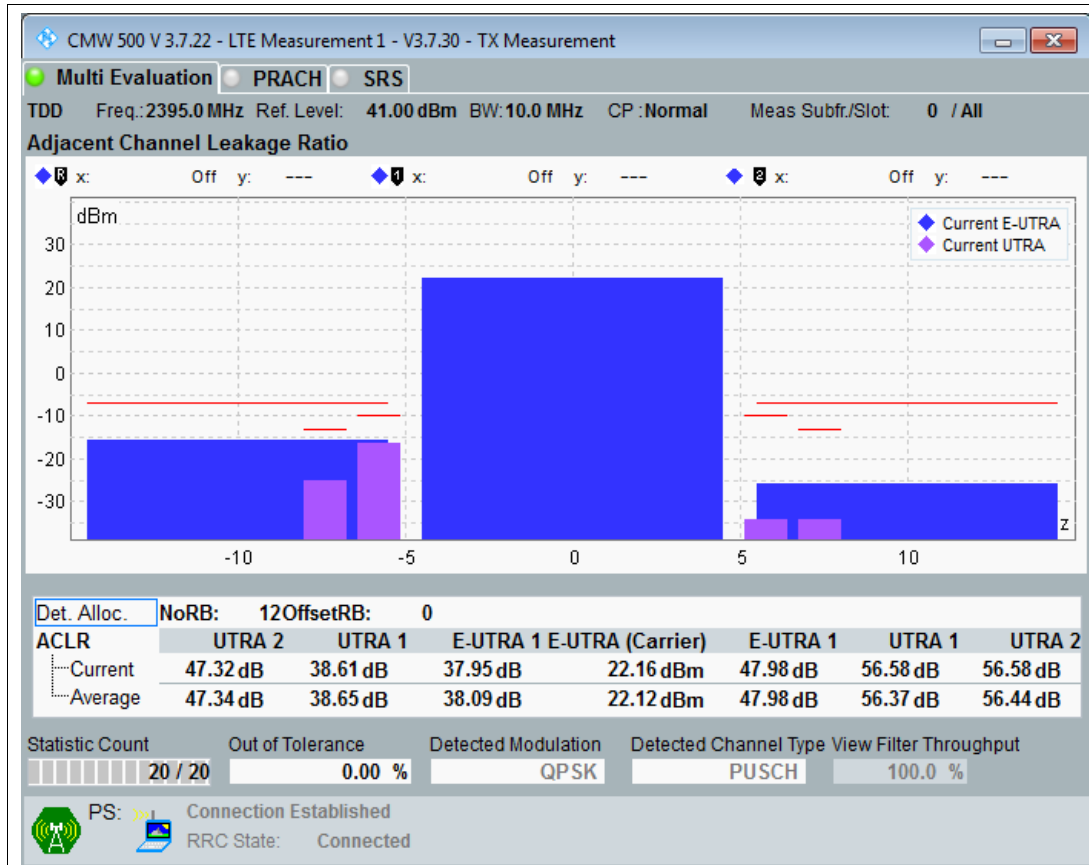 CMW 500 V 3.7.22 - LTE Measurement 1 - V3.7.30 - TX Measurement
Multi Evaluation PRACH SRS
TDD Freq.: 2395.0 MHz Ref. Level: 41.00 dBm BW: 10.0 MHz CP : Normal Meas Subfr./Slot: 0 / All
Adjacent Channel Leakage Ratio
R x: Off y: --- 1 x: Off y: --- 2 x: Off y: ---
dBm
Current E-UTRA
Current UTRA
30
20
10
0
-10
-20
-30
z
-10 -5 0 5 10
Det. Alloc. NoRB: 12 OffsetRB: 0
ACLR UTRA 2 UTRA 1 E-UTRA 1 E-UTRA (Carrier) E-UTRA 1 UTRA 1 UTRA 2
Current 47.32 dB 38.61 dB 37.95 dB 22.16 dBm 47.98 dB 56.58 dB 56.58 dB
Average 47.34 dB 38.65 dB 38.09 dB 22.12 dBm 47.98 dB 56.37 dB 56.44 dB
Statistic Count Out of Tolerance Detected Modulation Detected Channel Type View Filter Throughput
20 / 20 0.00 % QPSK PUSCH 100.0 %
PS: Connection Established
RRC State: Connected